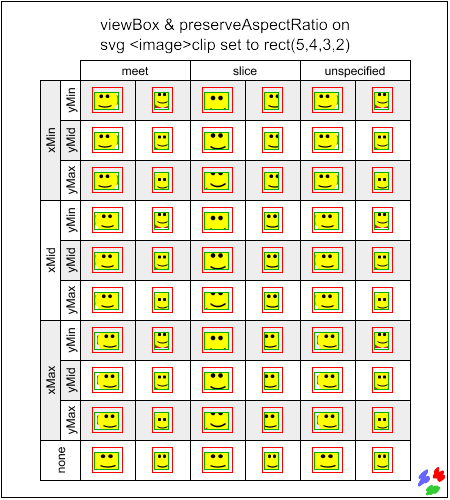 viewBox & preserveAspectRatio on
svg <image>clip set to rect(5,4,3,2)
meet slice unspecified
xMin
yMin
yMid
yMax
xMid
yMin
yMid
yMax
xMax
yMin
yMid
yMax
none